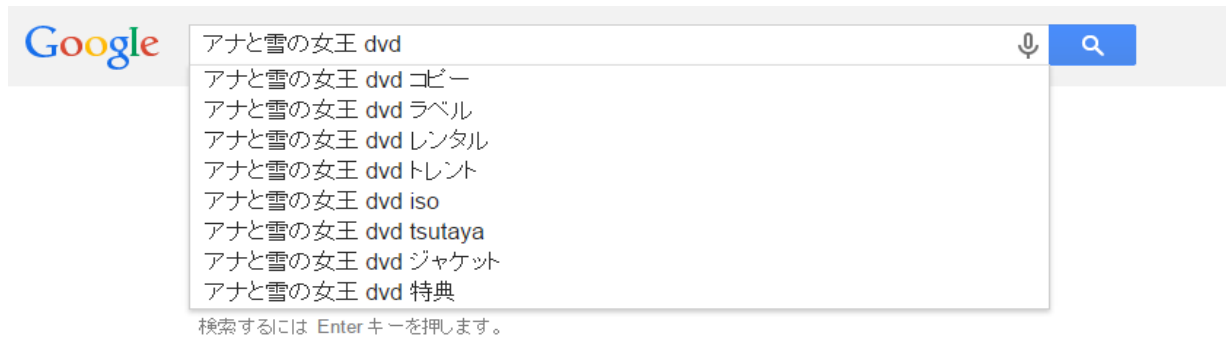 Google アナと雪の女王 dvd
アナと雪の女王 dvd コピー
アナと雪の女王 dvd ラベル
アナと雪の女王 dvd レンタル
アナと雪の女王 dvd トレント
アナと雪の女王 dvd iso
アナと雪の女王 dvd tsutaya
アナと雪の女王 dvd ジャケット
アナと雪の女王 dvd 特典
検索するには Enter キーを押します。